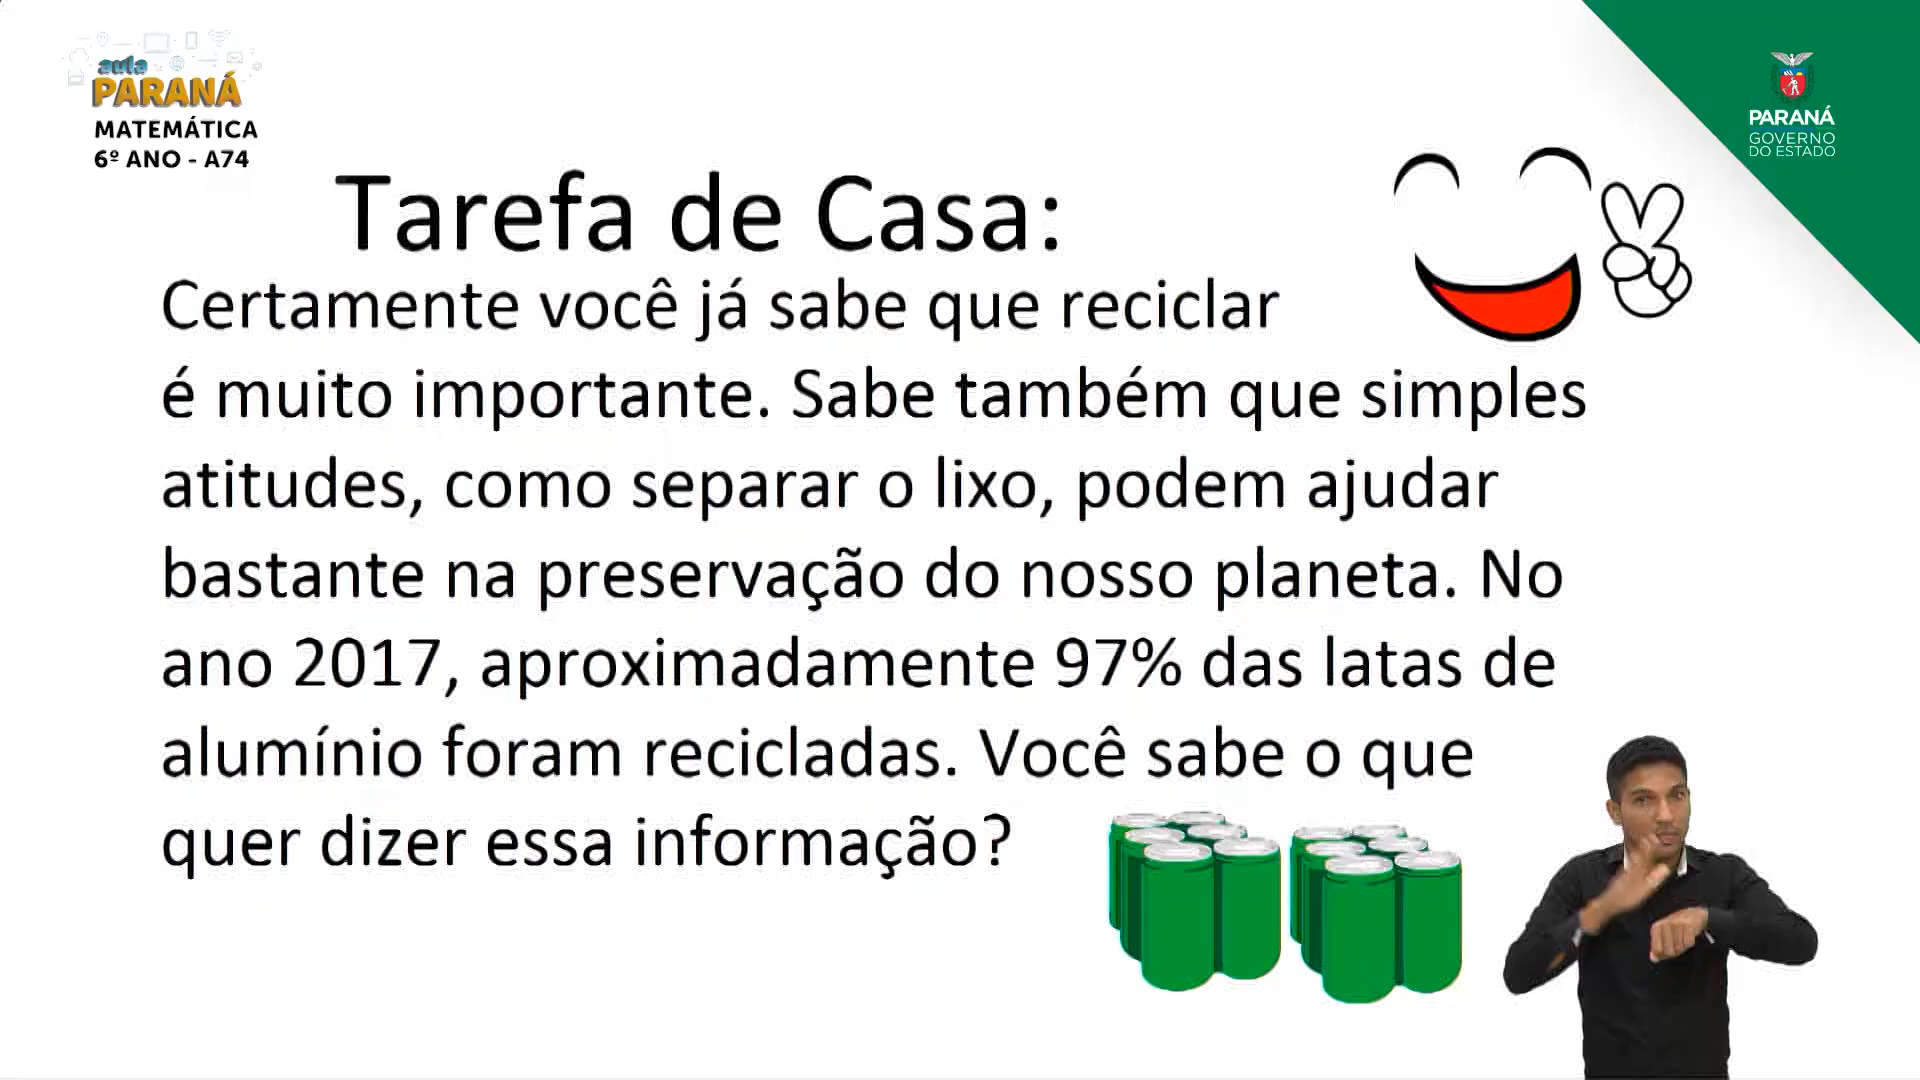 aula
PARANÁ
MATEMÁTICA
6º ANO - A74
PARANÁ
GOVERNO
DO ESTADO
Tarefa de Casa:
Certamente você já sabe que reciclar
é muito importante. Sabe também que simples
atitudes, como separar o lixo, podem ajudar
bastante na preservação do nosso planeta. No
ano 2017, aproximadamente 97% das latas de
alumínio foram recicladas. Você sabe o que
quer dizer essa informação?